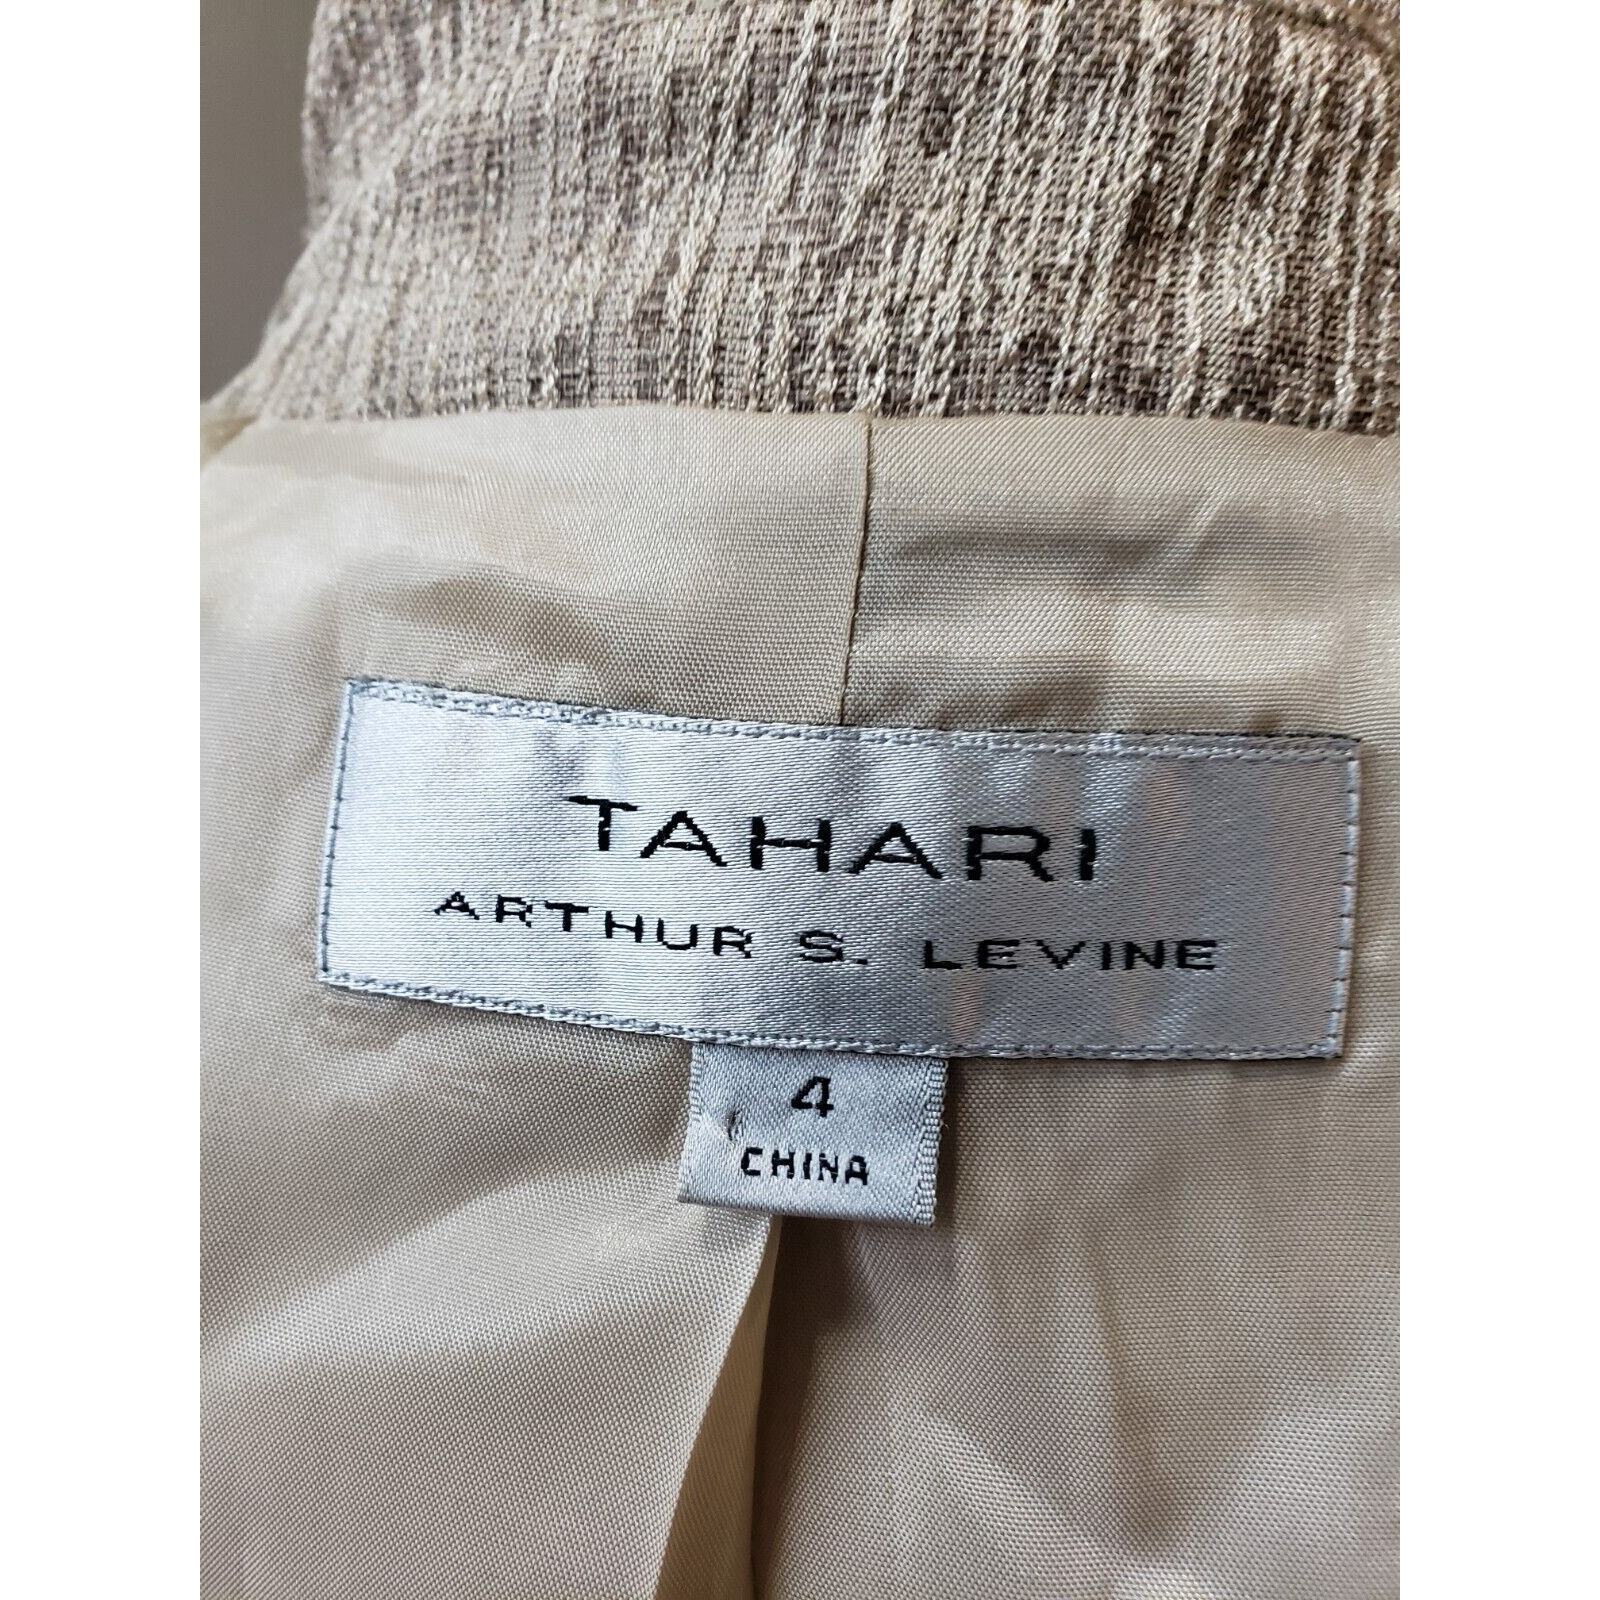 TAHARI
ARTHUR S. LEVINE
4
CHINA